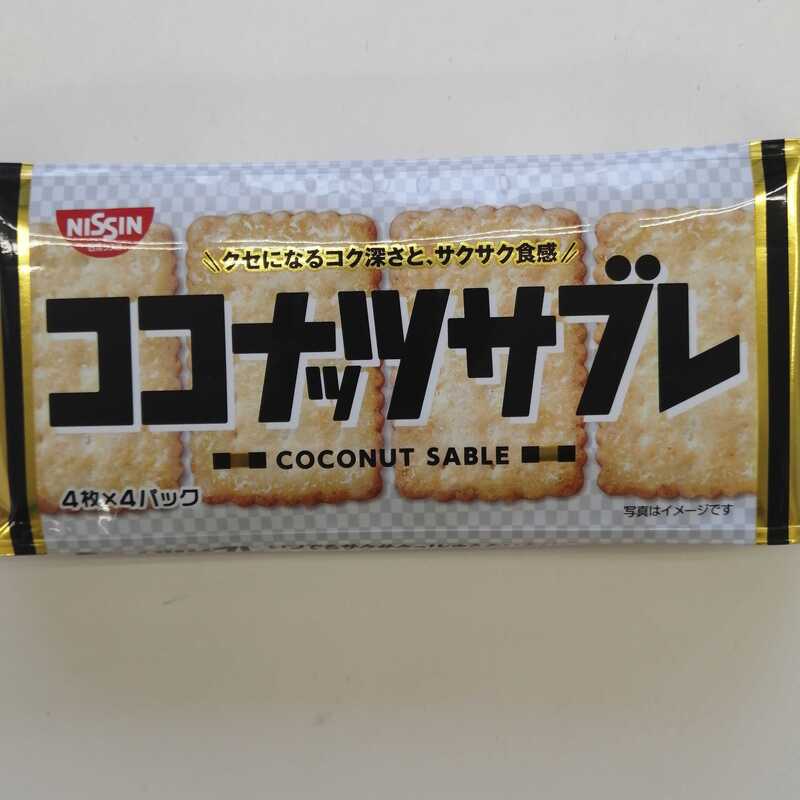 NISSIN
クセになるコク深さと、サクサク食感
ココナッツサブレ
COCONUT SABLE
4枚×4パック
写真はイメージです